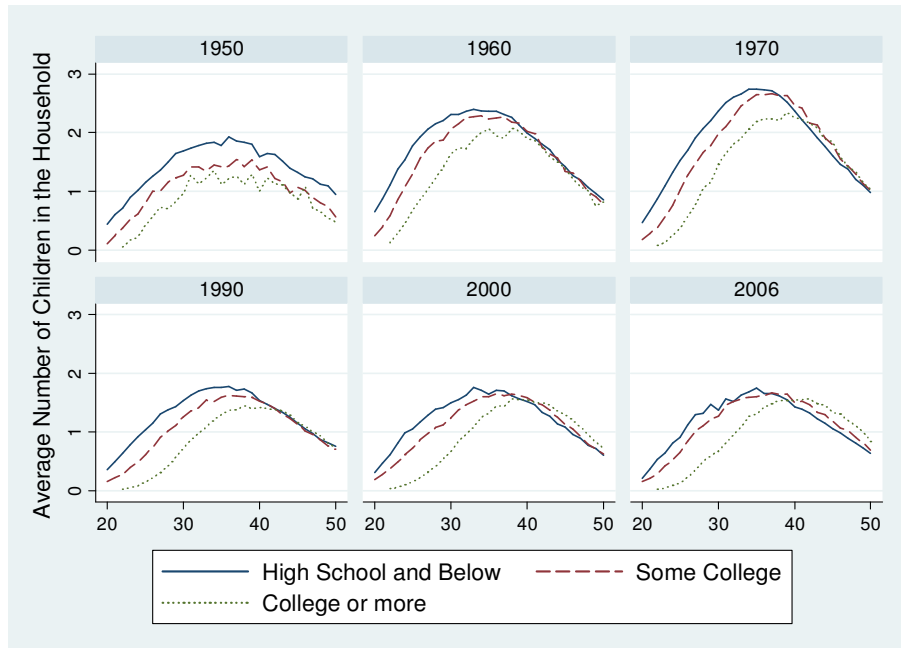 Average Number of Children in the Household
1950 1960 1970
3
2
1
0
1990 2000 2006
3
2
1
0
20 30 40 50 20 30 40 50 20 30 40 50
High School and Below Some College
College or more